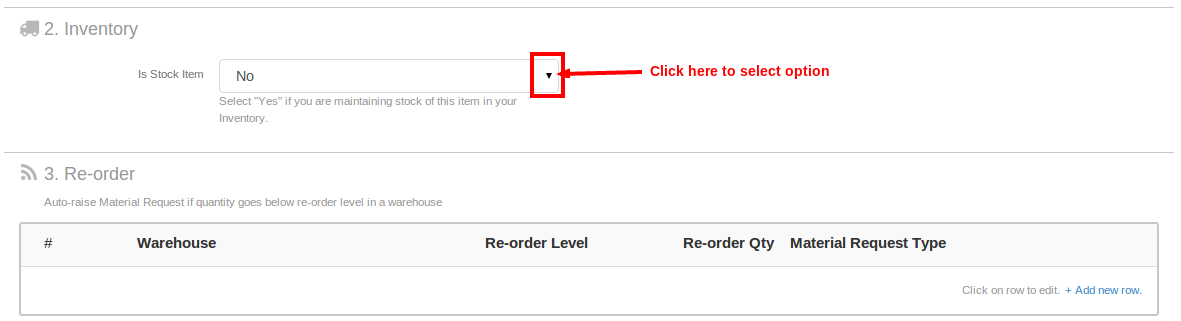 2. Inventory
Is Stock Item
No
Click here to select option
Select "Yes" if you are maintaining stock of this item in your
Inventory.
3. Re-order
Auto-raise Material Request if quantity goes below re-order level in a warehouse
# Warehouse Re-order Level Re-order Qty Material Request Type
Click on row to edit. + Add new row.